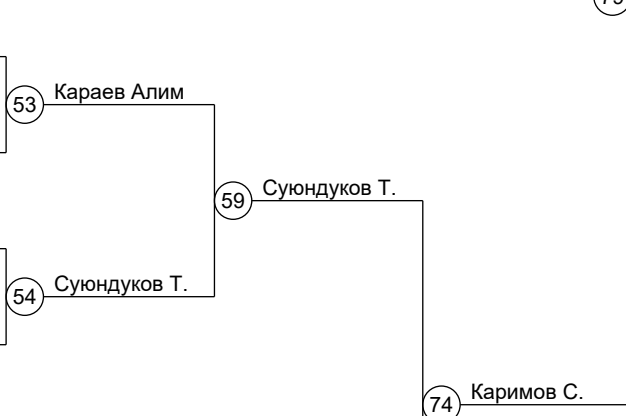 53 Караев Алим
59 Суюндуков Т.
54 Суюндуков Т.
74 Каримов С.